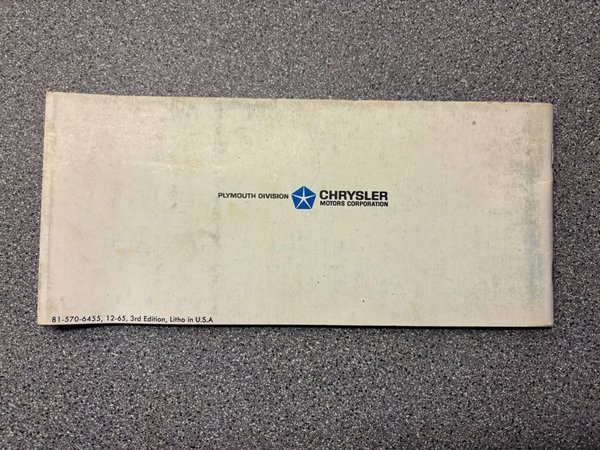 PLYMOUTH DIVISION CHRYSLER
MOTORS CORPORATION
81-570-6455, 12-65, 3rd Edition, Litho in U.S.A